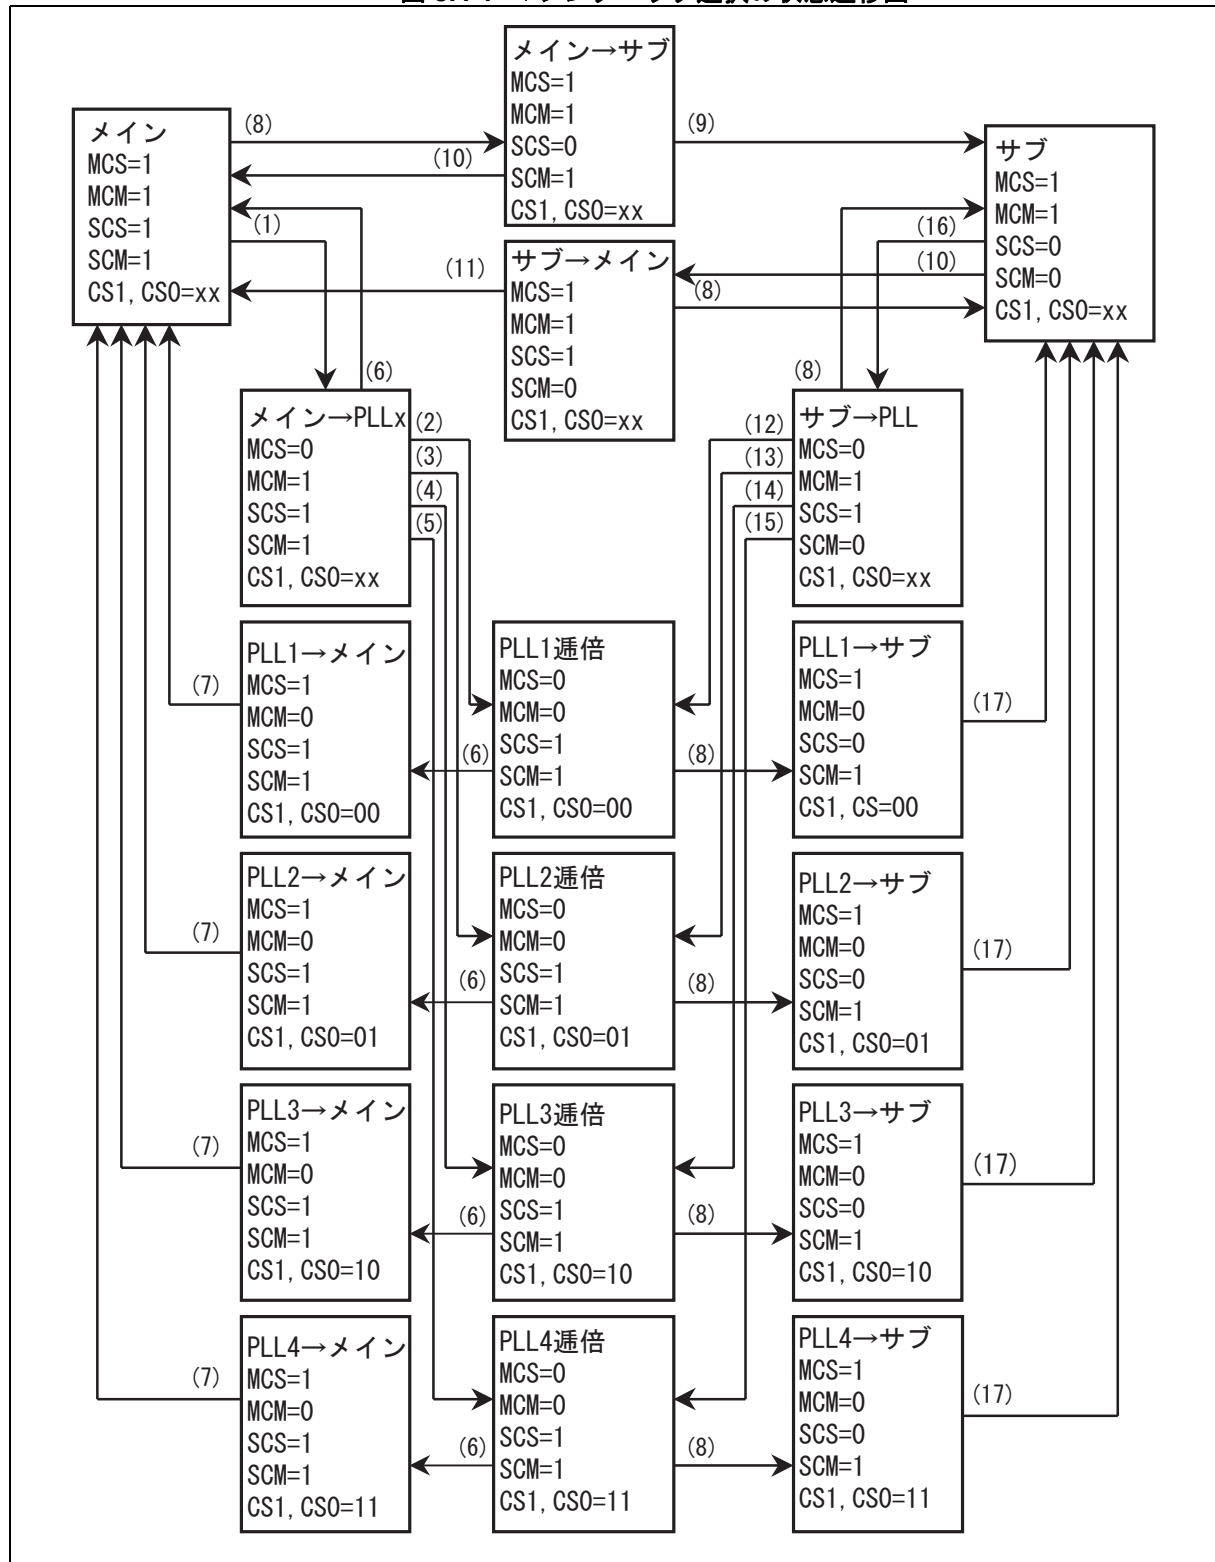 メイン→サブ
MCS=1
MCM=1
SCS=0
SCM=1
CS1, CS0=xx
メイン
MCS=1
MCM=1
SCS=1
SCM=1
CS1, CS0=xx
(8)
(10)
(1)
(9)
サブ
MCS=1
MCM=1
SCS=0
SCM=0
CS1, CS0=xx
(16)
(10)
(11)
サブ→メイン
MCS=1
MCM=1
SCS=1
SCM=0
CS1, CS0=xx
(8)
(6)
(8)
メイン→PLLx
MCS=0
MCM=1
SCS=1
SCM=1
CS1, CS0=xx
(2)
(3)
(4)
(5)
(12)
(13)
(14)
(15)
サブ→PLL
MCS=0
MCM=1
SCS=1
SCM=0
CS1, CS0=xx
(7)
PLL1→メイン
MCS=1
MCM=0
SCS=1
SCM=1
CS1, CS0=00
(6)
PLL1逓倍
MCS=0
MCM=0
SCS=1
SCM=1
CS1, CS0=00
(8)
PLL1→サブ
MCS=1
MCM=0
SCS=0
SCM=1
CS1, CS=00
(17)
(7)
PLL2→メイン
MCS=1
MCM=0
SCS=1
SCM=1
CS1, CS0=01
(6)
PLL2逓倍
MCS=0
MCM=0
SCS=1
SCM=1
CS1, CS0=01
(8)
PLL2→サブ
MCS=1
MCM=0
SCS=0
SCM=1
CS1, CS0=01
(17)
(7)
PLL3→メイン
MCS=1
MCM=0
SCS=1
SCM=1
CS1, CS0=10
(6)
PLL3逓倍
MCS=0
MCM=0
SCS=1
SCM=1
CS1, CS0=10
(8)
PLL3→サブ
MCS=1
MCM=0
SCS=0
SCM=1
CS1, CS0=10
(17)
(7)
PLL4→メイン
MCS=1
MCM=0
SCS=1
SCM=1
CS1, CS0=11
(6)
PLL4逓倍
MCS=0
MCM=0
SCS=1
SCM=1
CS1, CS0=11
(8)
PLL4→サブ
MCS=1
MCM=0
SCS=0
SCM=1
CS1, CS0=11
(17)